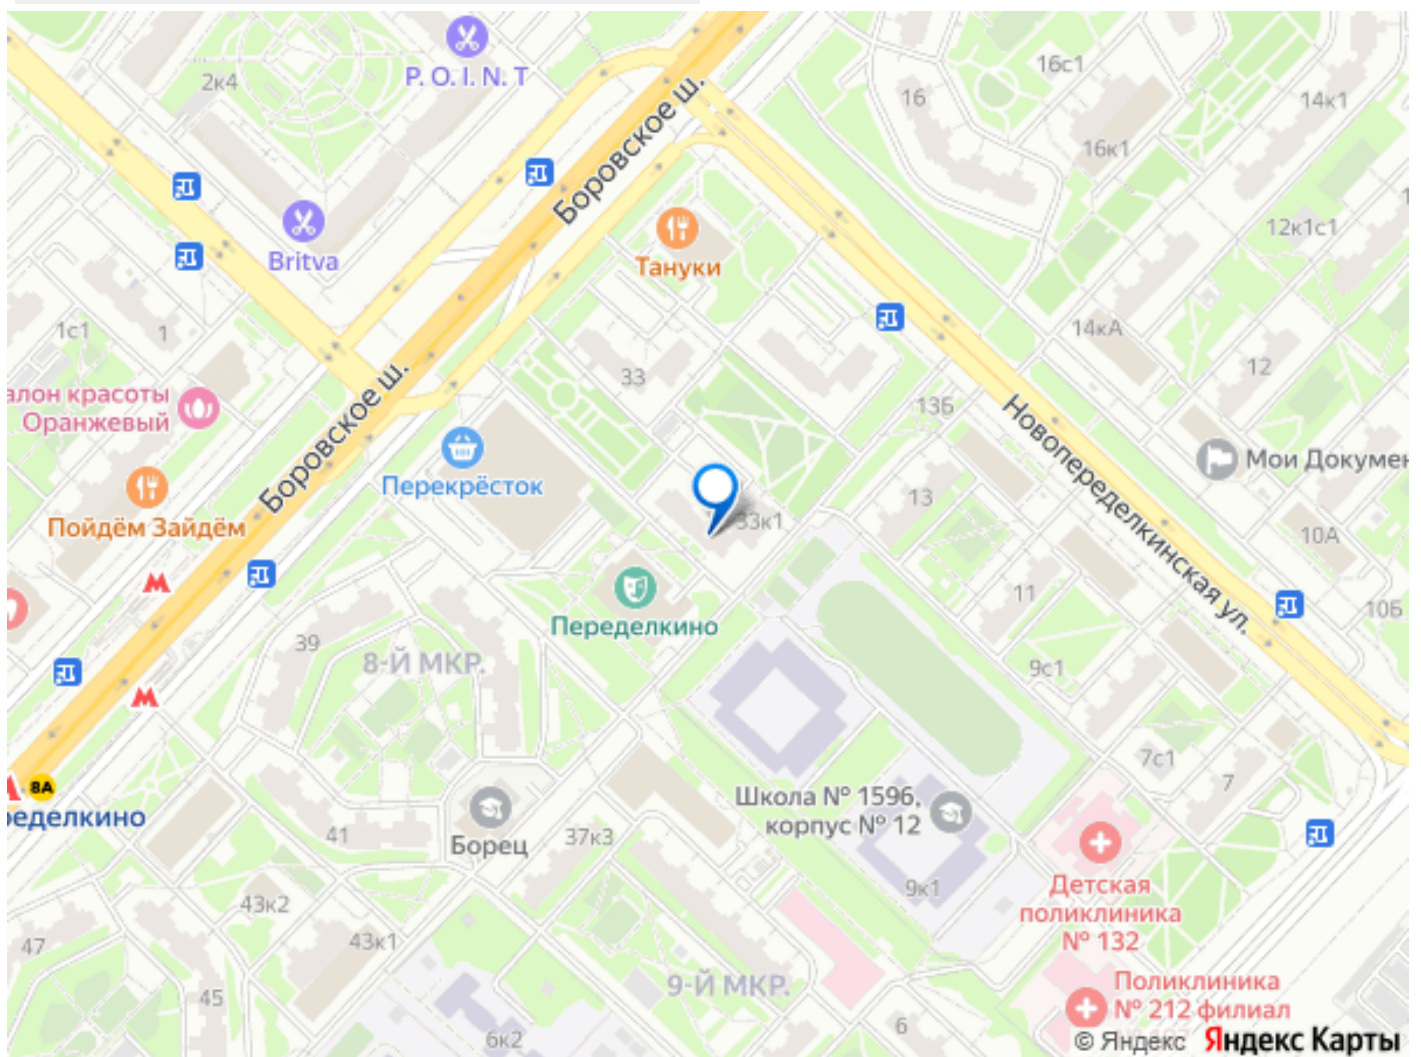 P. O. I. N. T
2к4
16с1
16
14к1
16к1
Боровское ш.
12к1с1
Britva
Тануки
1с1
1
14кА
33
12
Салон красоты
Оранжевый
13Б
Боровское ш.
Новопеределкинская ул.
Мои Докумен
Перекрёсток
Пойдём Зайдём
13
33к1
10А
11
10Б
Переделкино
39
8-Й МКР.
9с1
7с1
7
8А
ределкино
Школа № 1596,
корпус № 12
41
Борец
37к3
9к1
Детская
поликлиника
№ 132
43к2
43к1
47
9-Й МКР.
45
Поликлиника
№ 212 филиал
6
6к2
© Яндекс Яндекс Карты